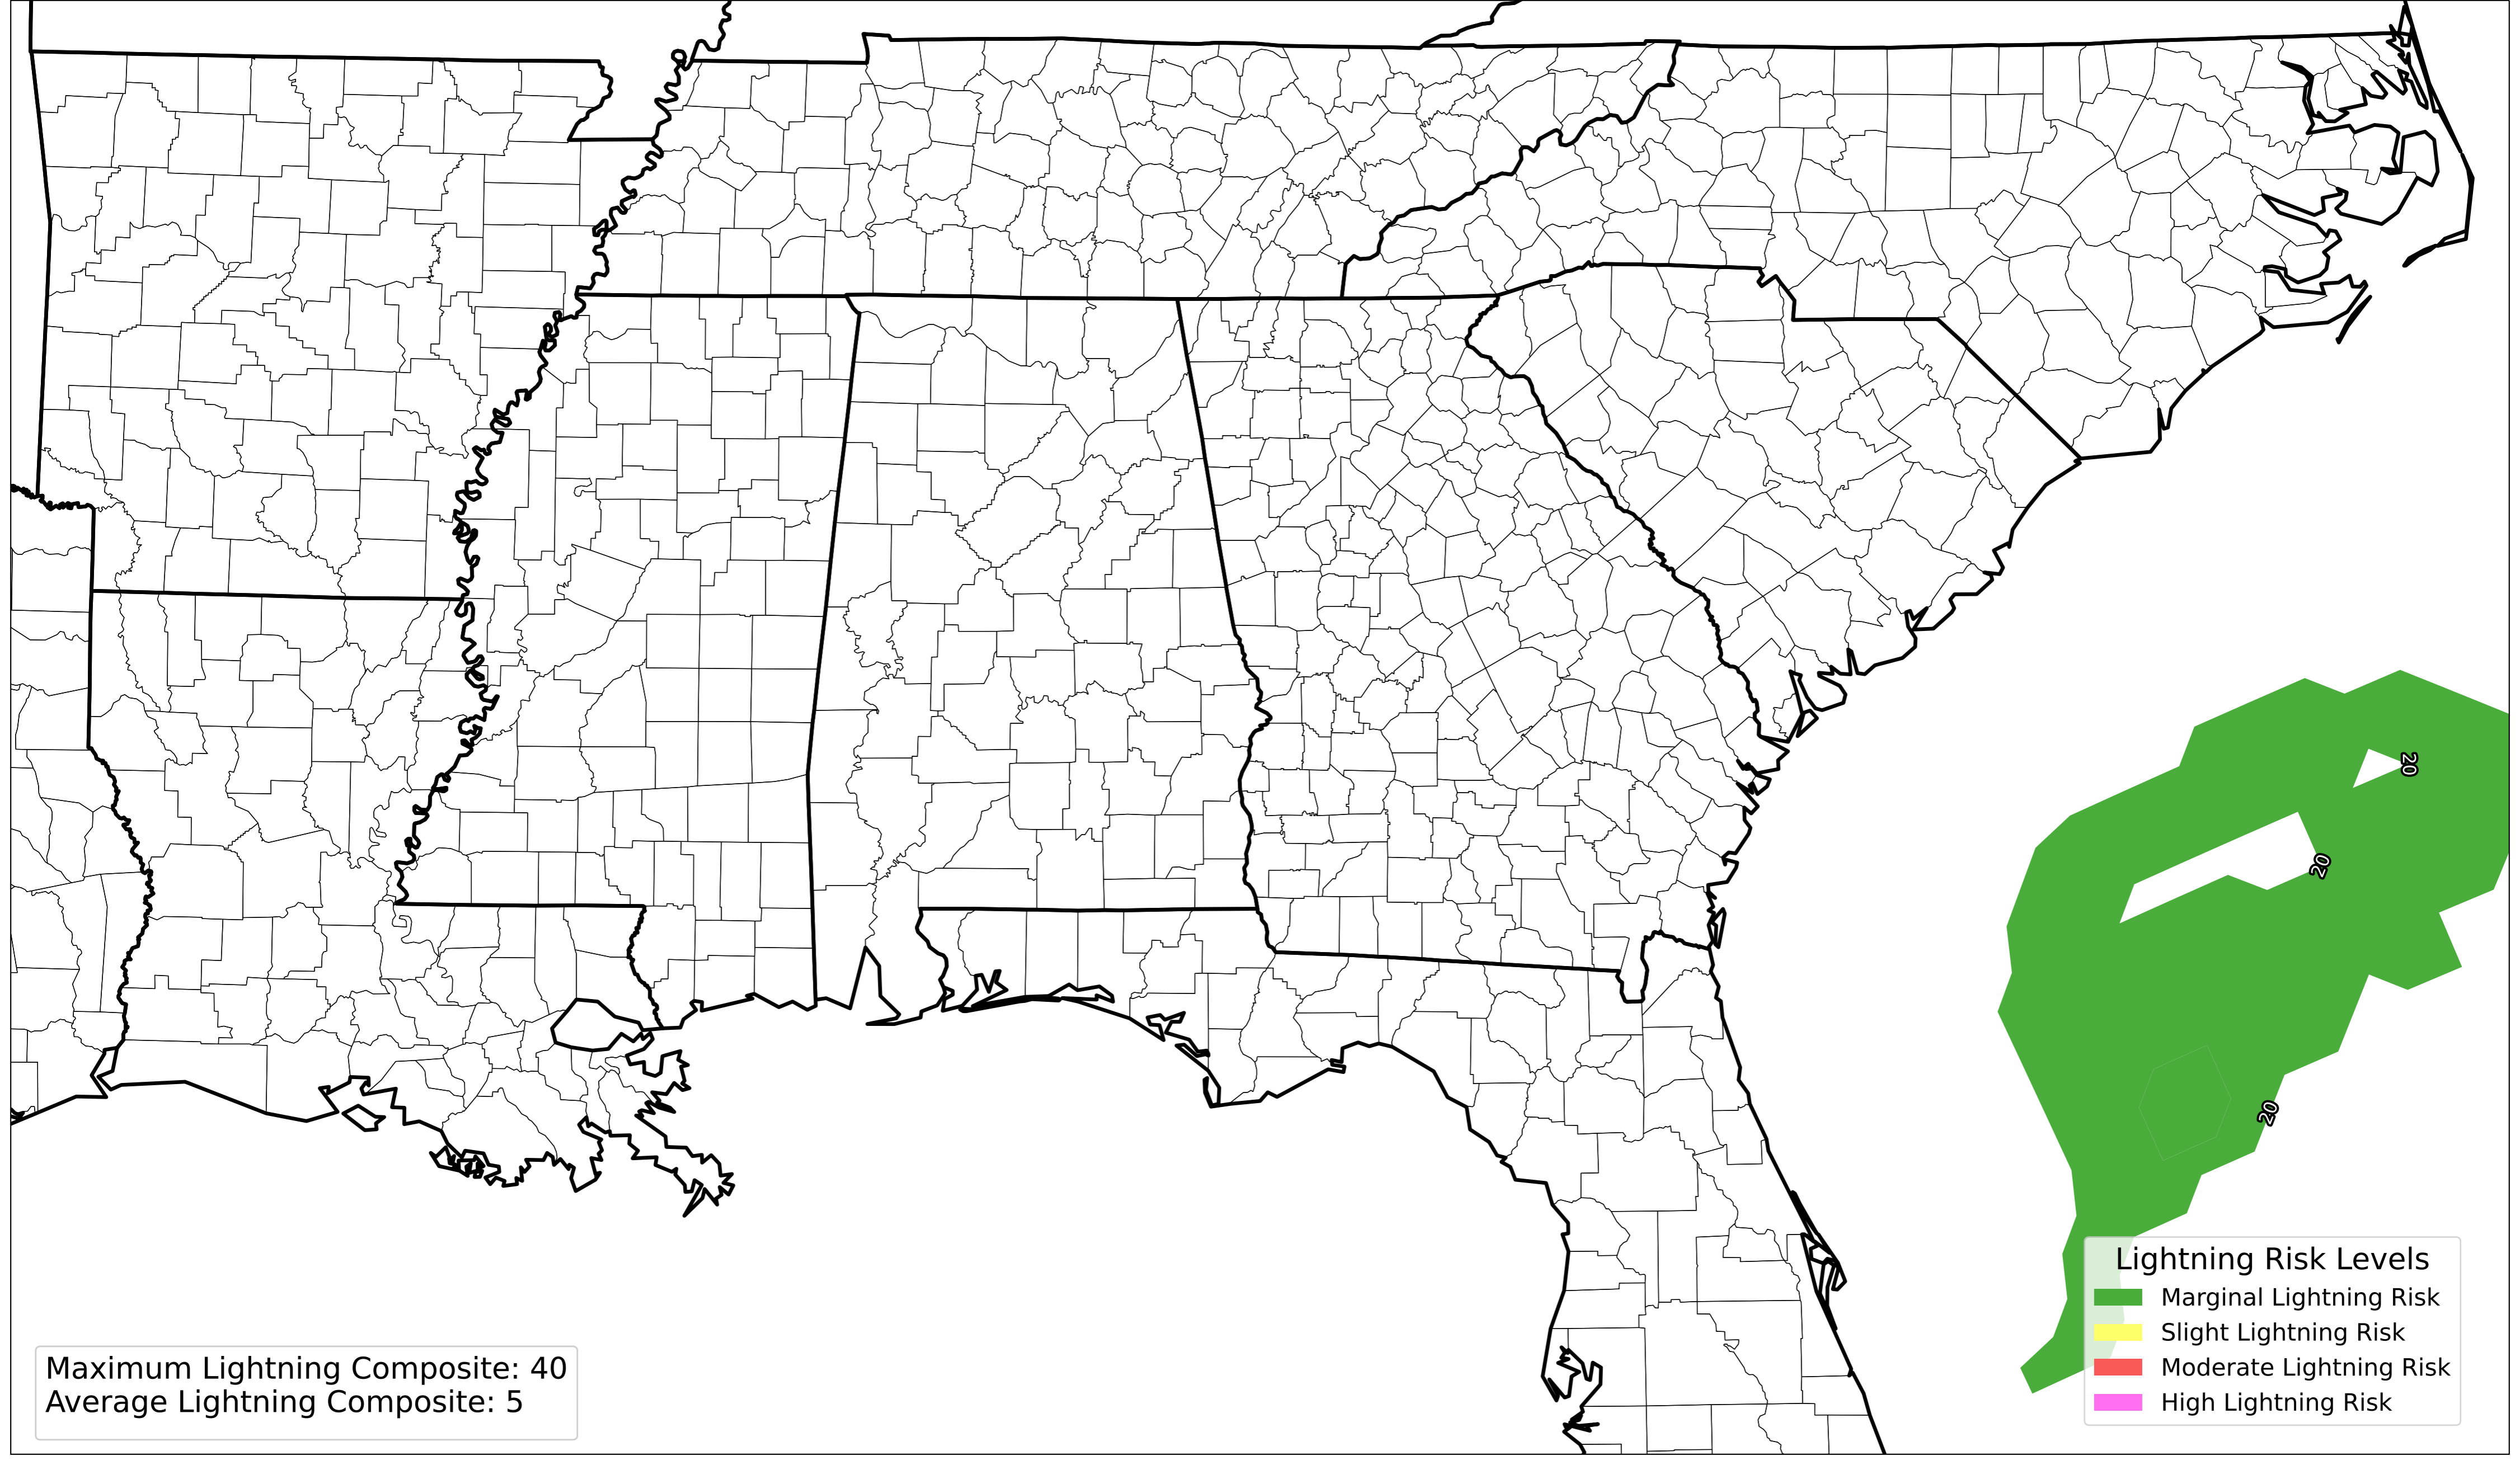 20
20
20
Lightning Risk Levels
Marginal Lightning Risk
Slight Lightning Risk
Moderate Lightning Risk
High Lightning Risk
Maximum Lightning Composite: 40
Average Lightning Composite: 5